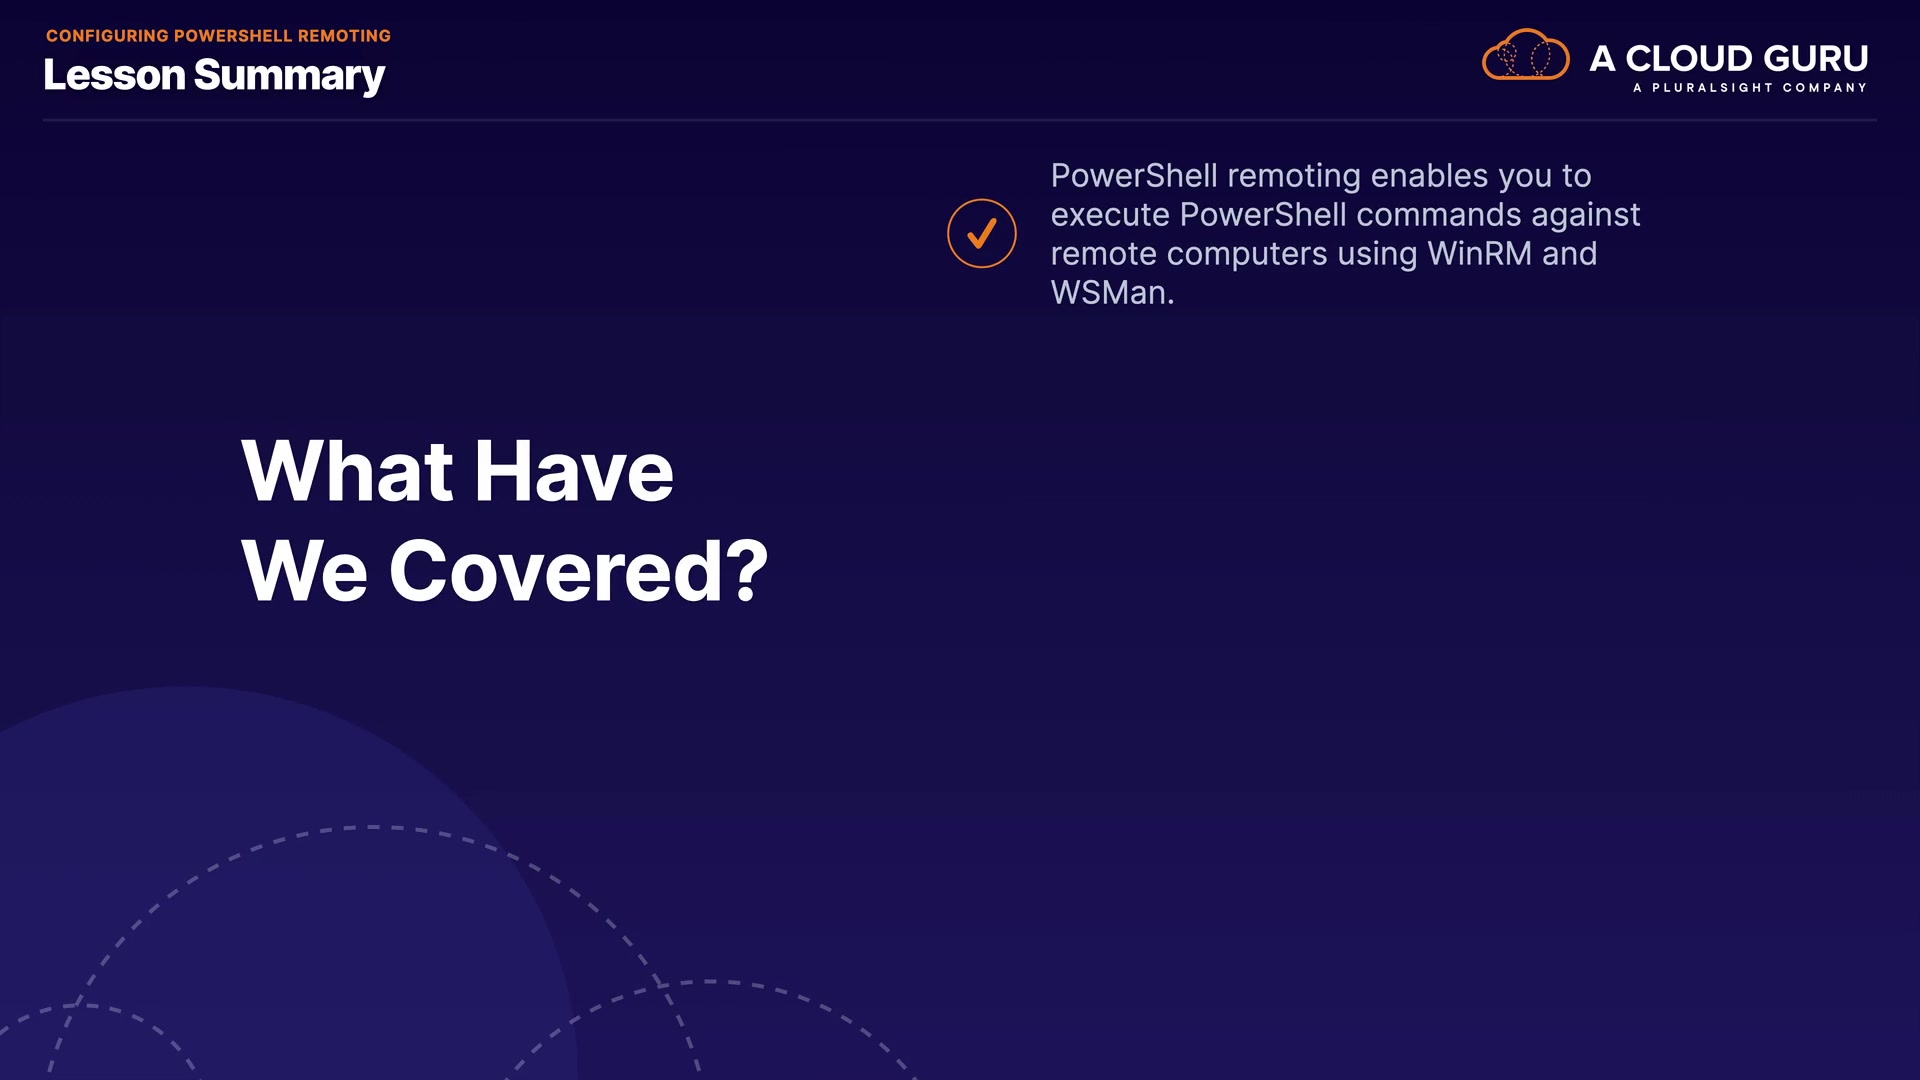 CONFIGURING POWERSHELL REMOTING
Lesson Summary
A CLOUD GURU
A PLURALSIGHT COMPANY
PowerShell remoting enables you to
execute PowerShell commands against
remote computers using WinRM and
WSMan.
What Have
We Covered?